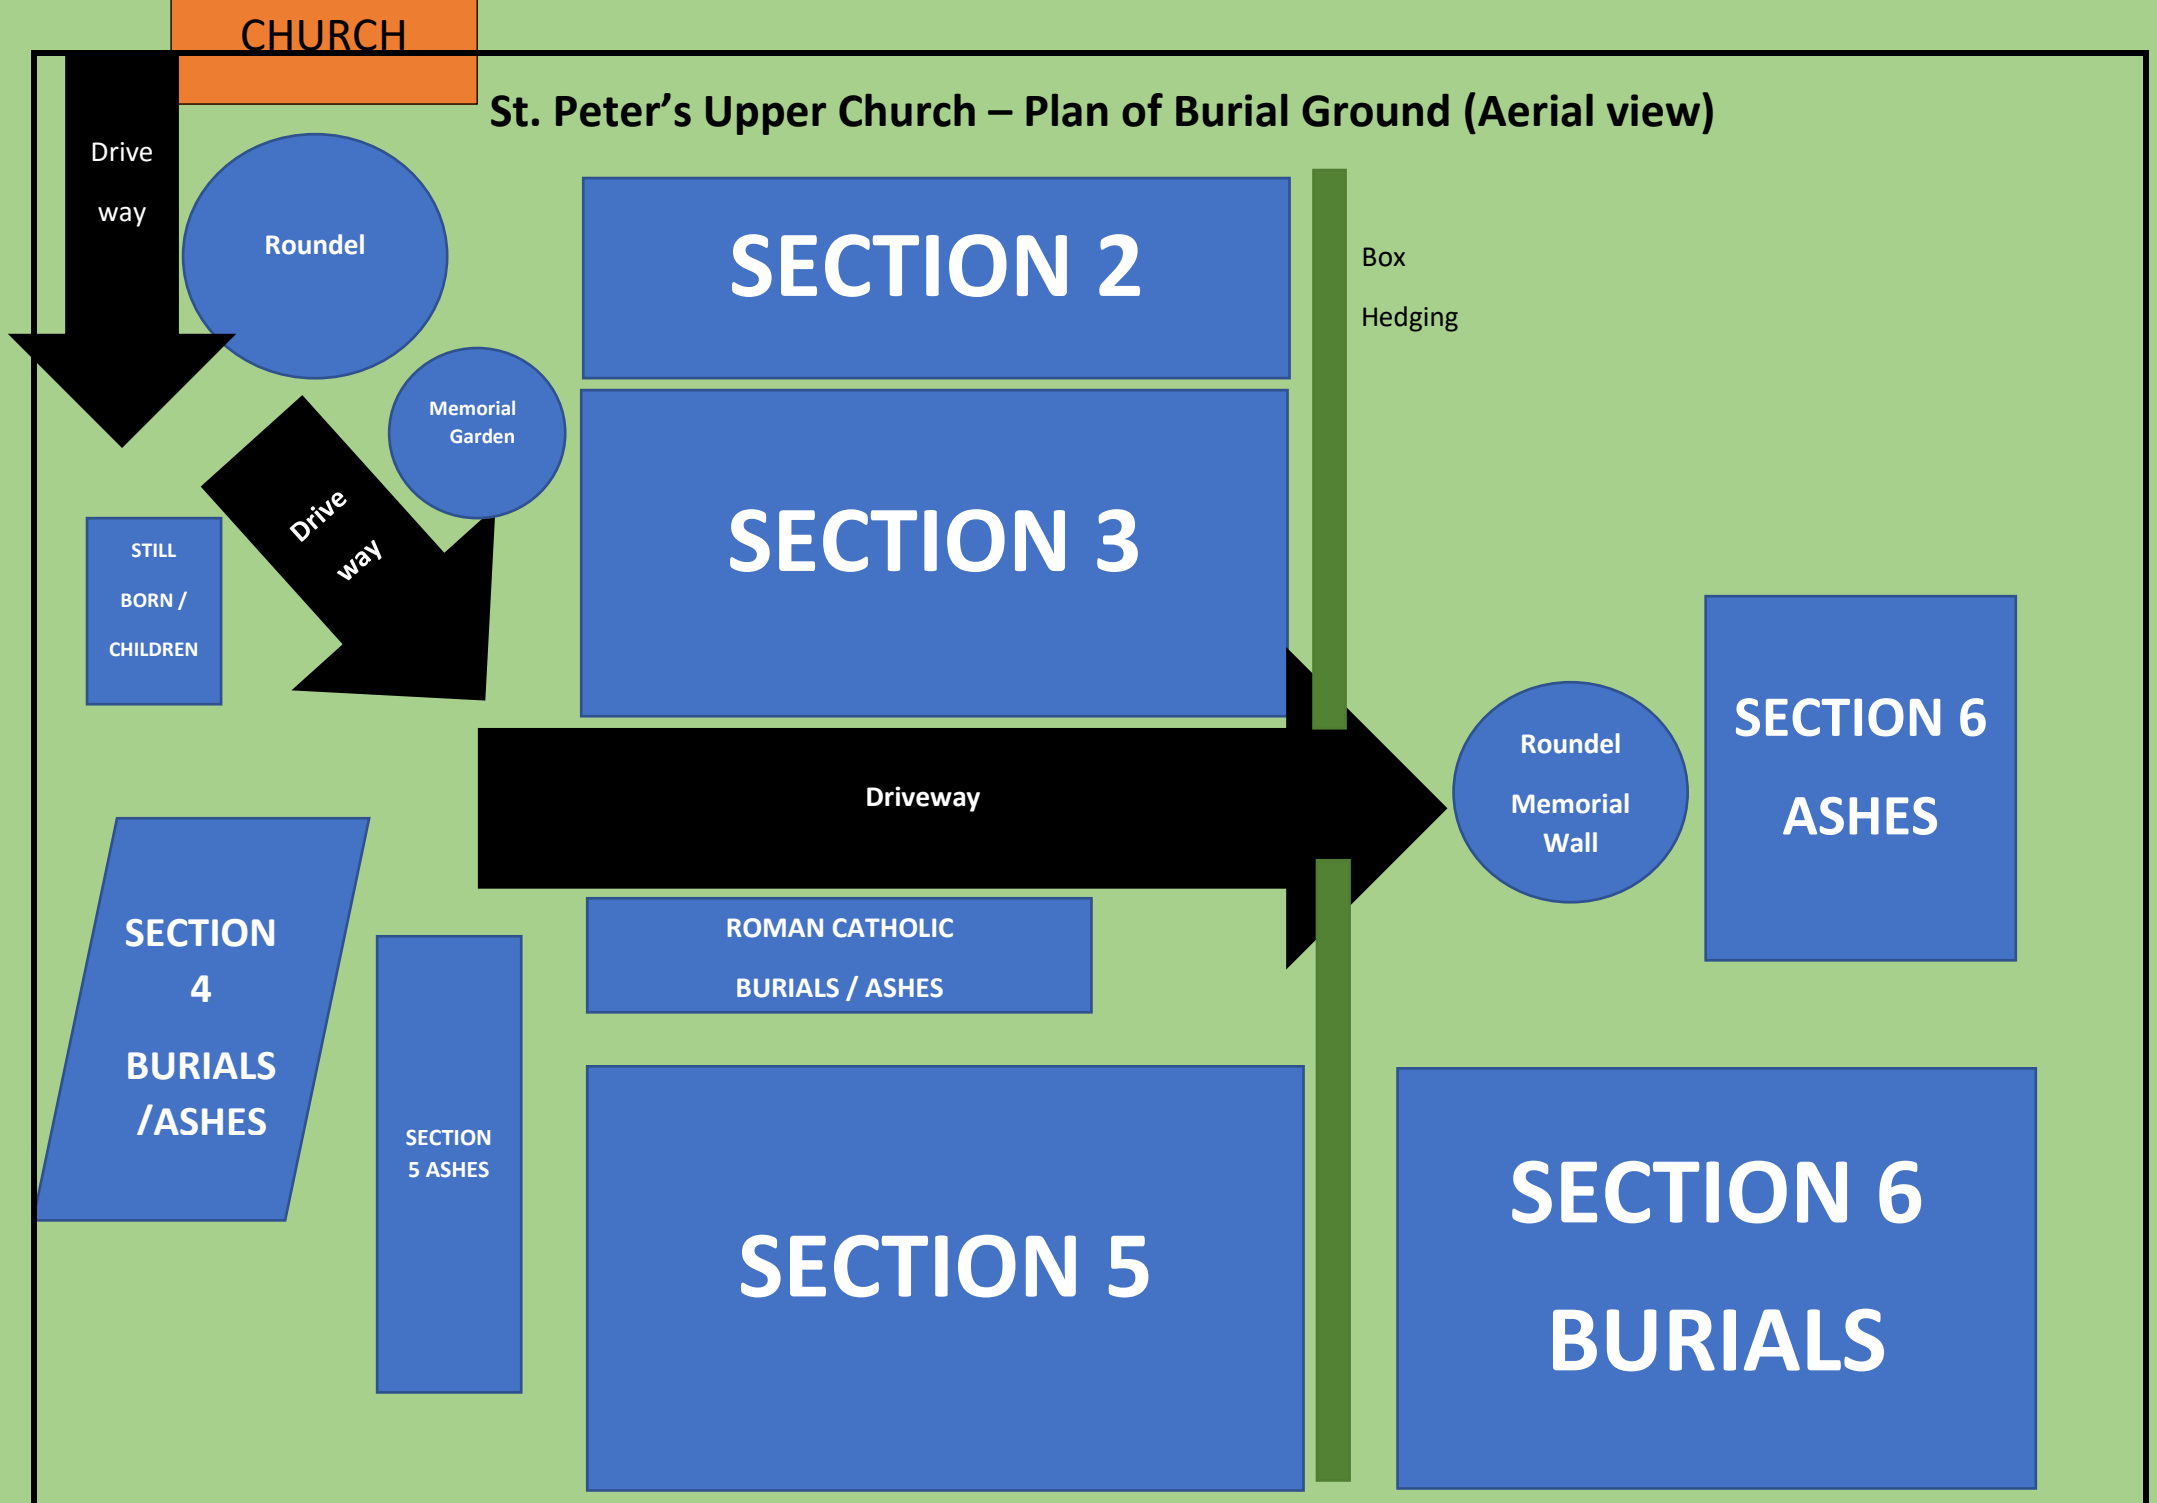 CHURCH
St. Peter’s Upper Church – Plan of Burial Ground (Aerial view)
Drive
way
Roundel
SECTION 2
Box
Hedging
Memorial
Garden
Drive
way
SECTION 3
STILL
BORN /
CHILDREN
SECTION 6
ASHES
Roundel
Memorial
Wall
Driveway
ROMAN CATHOLIC
BURIALS / ASHES
SECTION
4
BURIALS
/ASHES
SECTION
5 ASHES
SECTION 5
SECTION 6
BURIALS